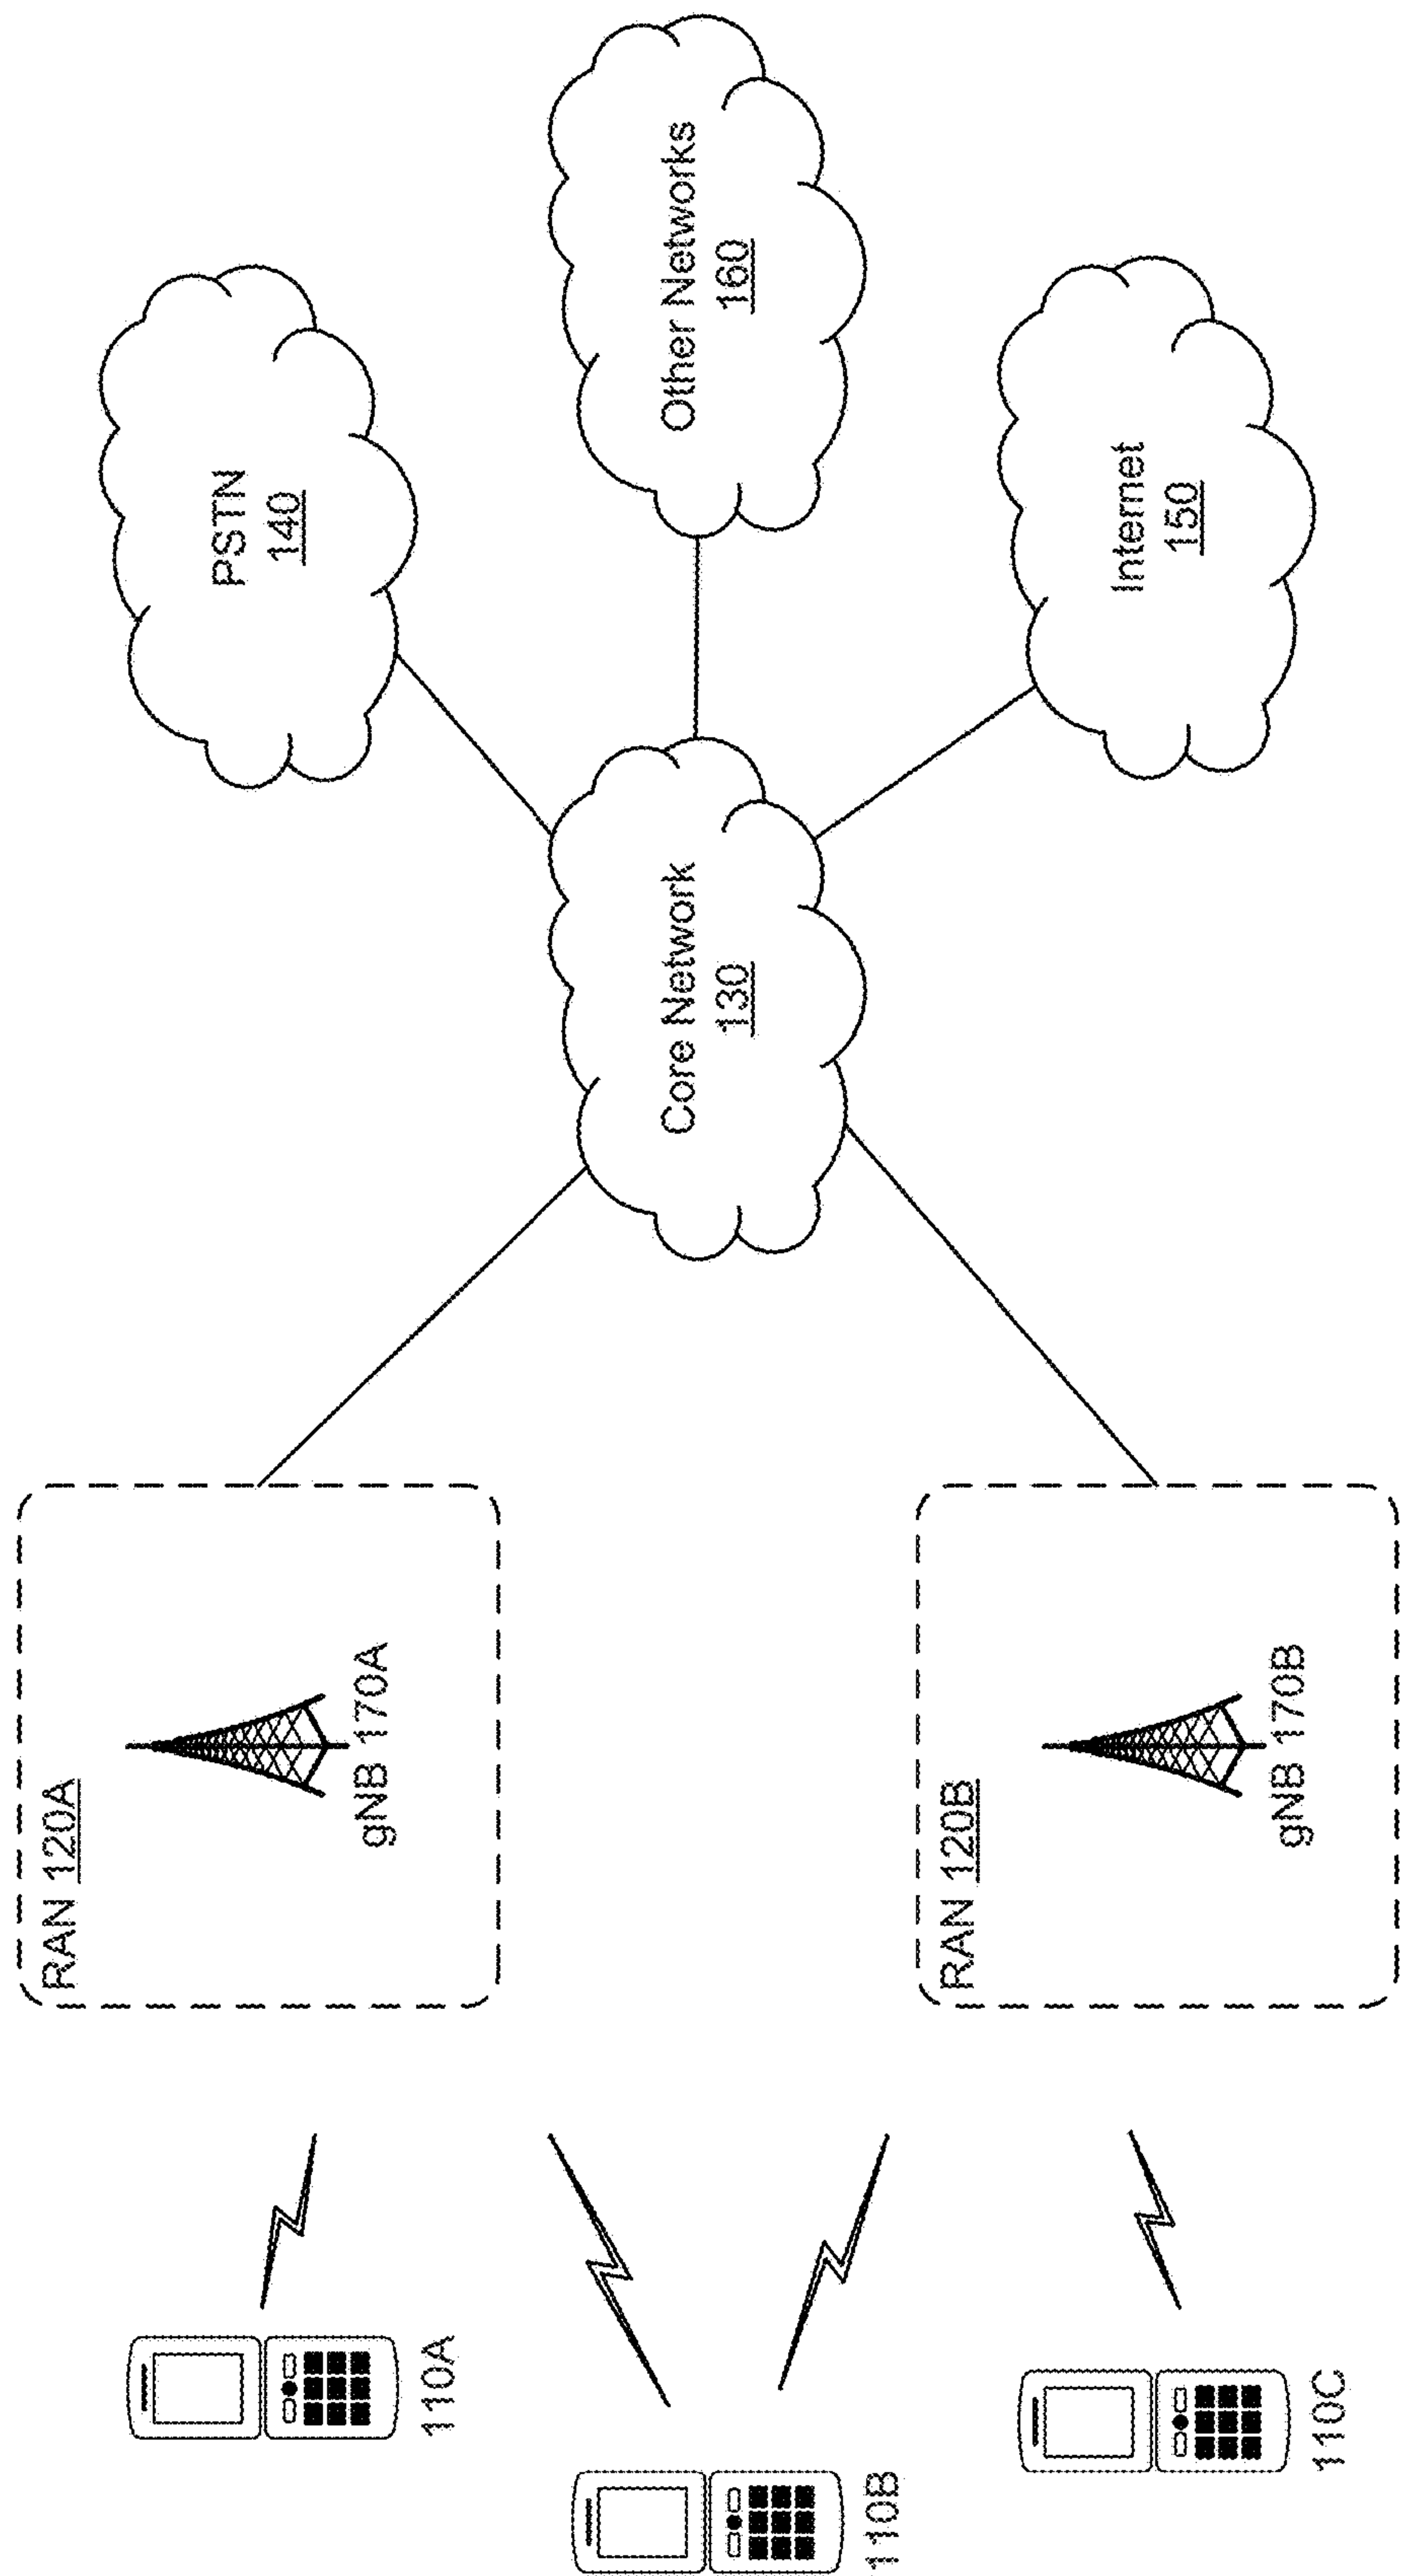 110A
110B
110C
RAN 120A
gNB 170A
RAN 120B
gNB 170B
Core Network
130
PSTN
140
Other Networks
160
Internet
150